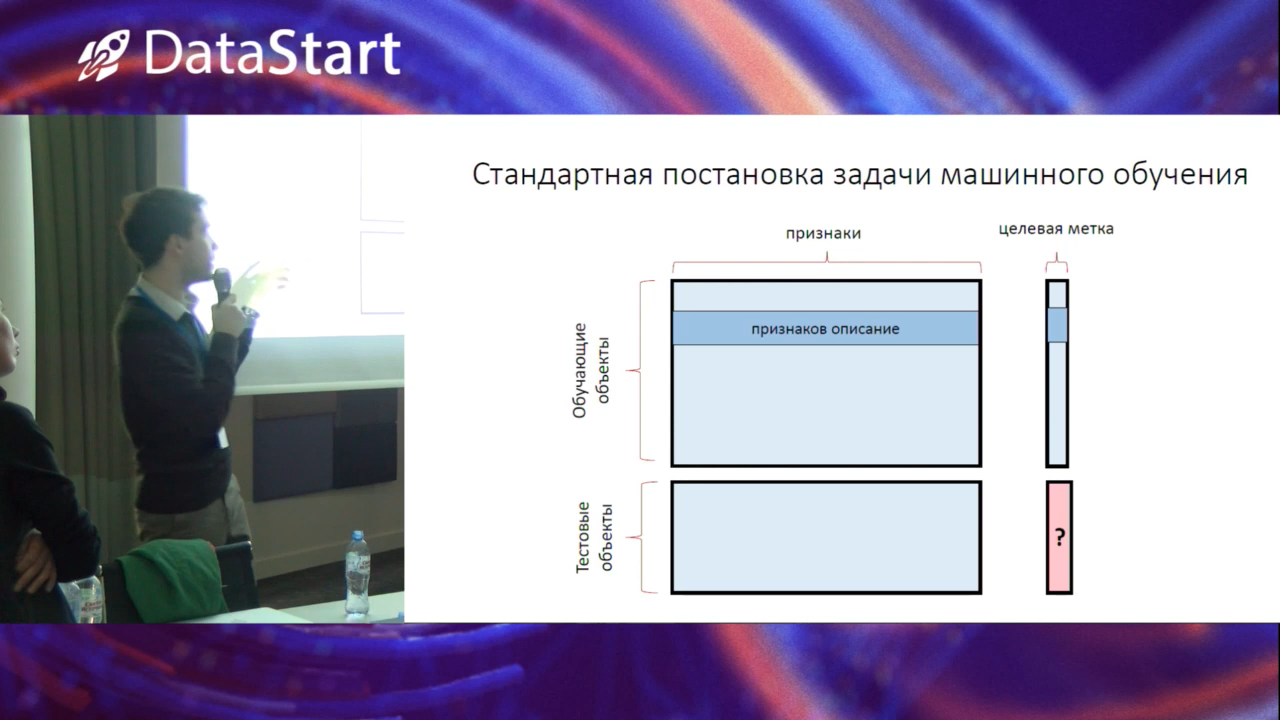 DataStart
Стандартная постановка задачи машинного обучения
признаки
целевая метка
Обучающие
объекты
признаков описание
Тестовые
объекты
?